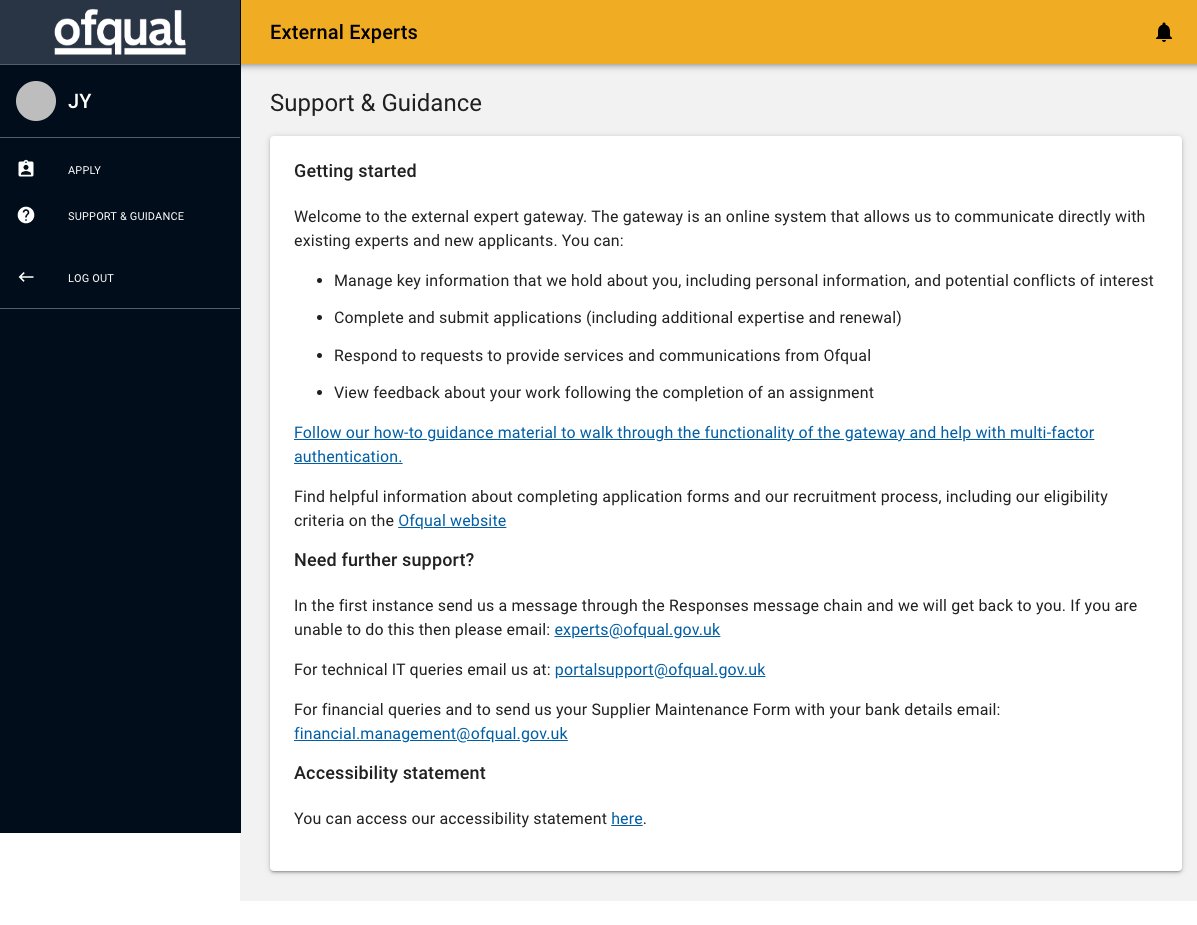 ofqual
External Experts
JY
APPLY
SUPPORT & GUIDANCE
LOG OUT
Support & Guidance
Getting started
Welcome to the external expert gateway. The gateway is an online system that allows us to communicate directly with
existing experts and new applicants. You can:
• Manage key information that we hold about you, including personal information, and potential conflicts of interest
• Complete and submit applications (including additional expertise and renewal)
• Respond to requests to provide services and communications from Ofqual
• View feedback about your work following the completion of an assignment
Follow our how-to guidance material to walk through the functionality of the gateway and help with multi-factor
authentication.
Find helpful information about completing application forms and our recruitment process, including our eligibility
criteria on the Ofqual website
Need further support?
In the first instance send us a message through the Responses message chain and we will get back to you. If you are
unable to do this then please email: experts@ofqual.gov.uk
For technical IT queries email us at: portalsupport@ofqual.gov.uk
For financial queries and to send us your Supplier Maintenance Form with your bank details email:
financial.management@ofqual.gov.uk
Accessibility statement
You can access our accessibility statement here.